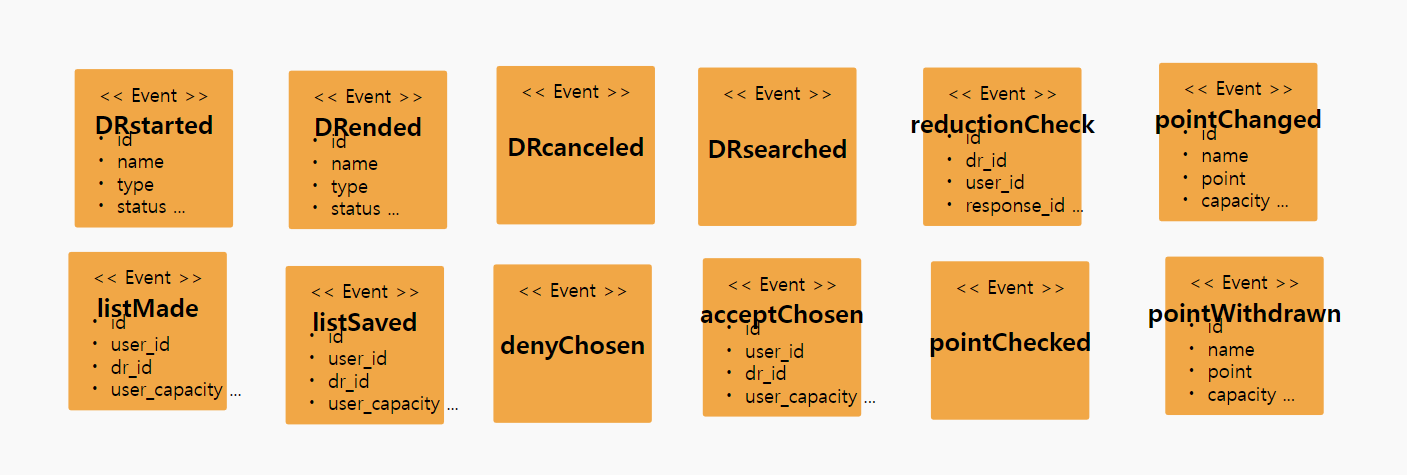 << Event >>
DRstarted
• id
• name
• type
• status ...
<< Event >>
DRended
• id
• name
• type
• status ...
<< Event >>
DRcanceled
<< Event >>
DRsearched
<< Event >>
reductionCheck
• id
• dr_id
• user_id
• response_id ...
<< Event >>
pointChanged
• id
• name
• point
• capacity ...
<< Event >>
listMade
• id
• user_id
• dr_id
• user_capacity ...
<< Event >>
listSaved
• id
• user_id
• dr_id
• user_capacity ...
<< Event >>
denyChosen
<< Event >>
acceptChosen
• id
• user_id
• dr_id
• user_capacity ...
<< Event >>
pointChecked
<< Event >>
pointWithdrawn
• id
• name
• point
• capacity ...